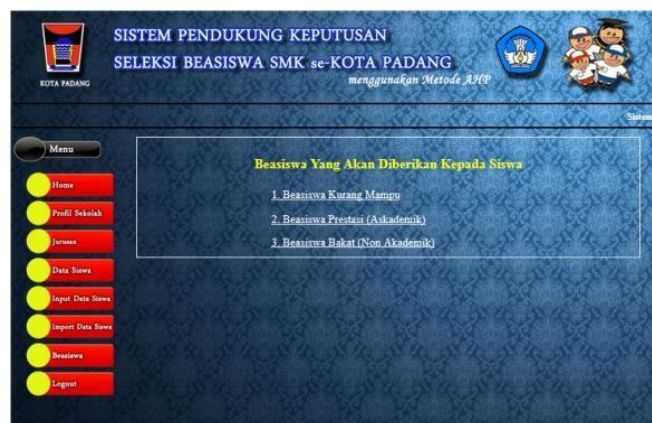 SISTEM PENDUKUNG KEPUTUSAN
SELEKSI BEASISWA SMK se-KOTA PADANG
menggunakan Metode AHP
KOTA PADANG
Sistem
Menu
Home
Profil Sekolah
Jurusan
Data Siswa
Input Data Siswa
Import Data Siswa
Beasiswa
Logout
Beasiswa Yang Akan Diberikan Kepada Siswa
1. Beasiswa Kurang Mampu
2. Beasiswa Prestasi (Askademik)
3. Beasiswa Bakat (Non Akademik)